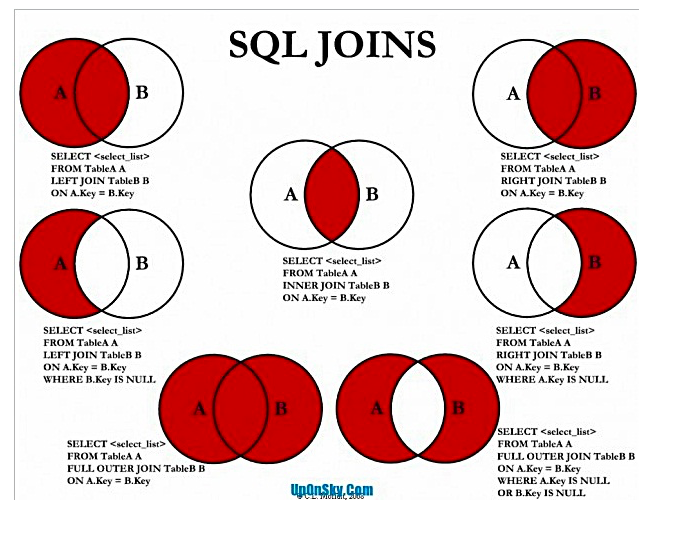 SQL JOINS
A B
SELECT <select_list>
FROM TableA A
LEFT JOIN TableB B
ON A.Key = B.Key
A B
SELECT <select_list>
FROM TableA A
RIGHT JOIN TableB B
ON A.Key = B.Key
A B
SELECT <select_list>
FROM TableA A
INNER JOIN TableB B
ON A.Key = B.Key
A B
SELECT <select_list>
FROM TableA A
LEFT JOIN TableB B
ON A.Key = B.Key
WHERE B.Key IS NULL
A B
SELECT <select_list>
FROM TableA A
RIGHT JOIN TableB B
ON A.Key = B.Key
WHERE A.Key IS NULL
A B
SELECT <select_list>
FROM TableA A
FULL OUTER JOIN TableB B
ON A.Key = B.Key
A B
SELECT <select_list>
FROM TableA A
FULL OUTER JOIN TableB B
ON A.Key = B.Key
WHERE A.Key IS NULL
OR B.Key IS NULL
UpOnSky.Com
© C.L. Moffatt, 2008